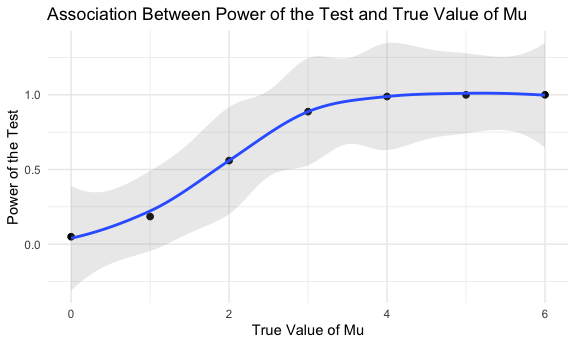 Association Between Power of the Test and True Value of Mu
Power of the Test
1.0
0.5
0.0
0 2 4 6
True Value of Mu